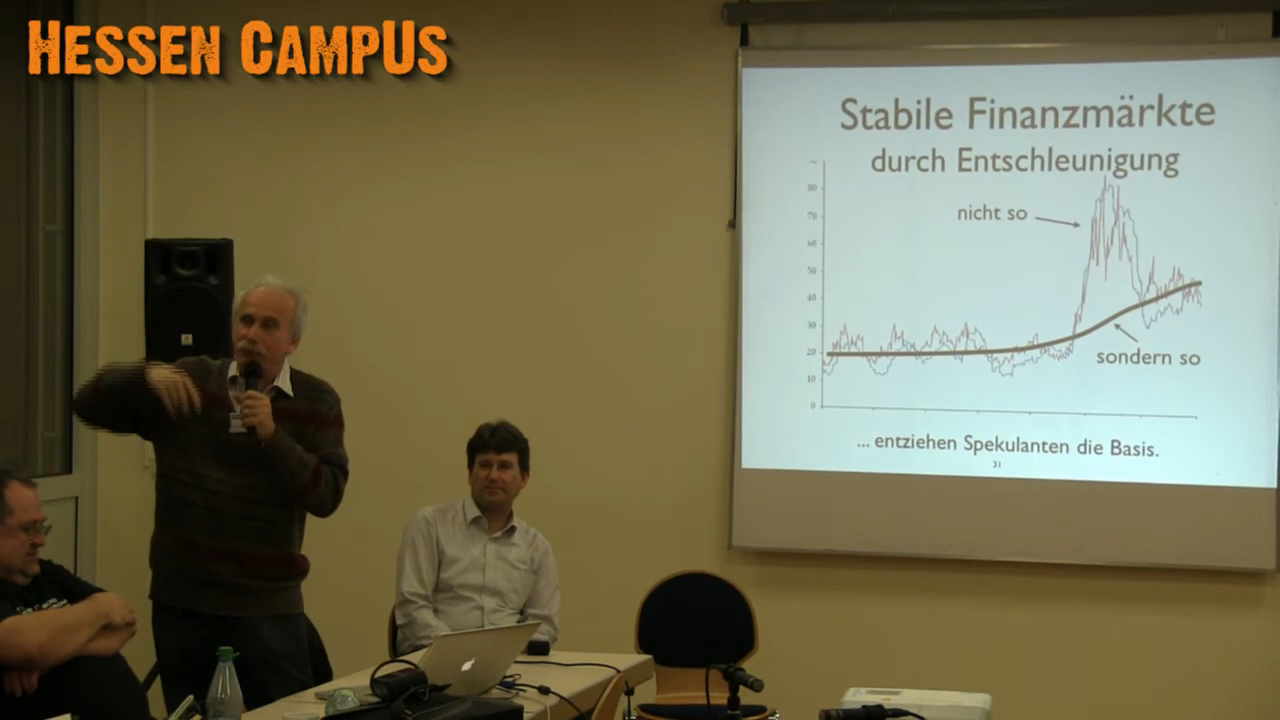 HESSEN CAMPUS
Stabile Finanzmärkte
durch Entschleunigung
nicht so
80
70
60
50
40
30
20
10
0
sondern so
... entziehen Spekulanten die Basis.
31